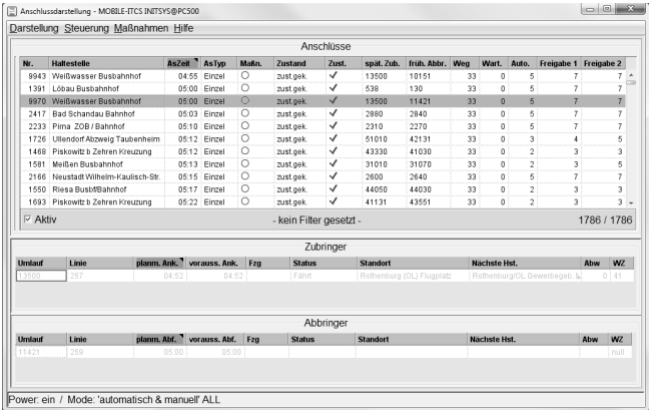 Anschlussdarstellung - MOBILE-ITCS INITSYS@PC500
Darstellung Steuerung Maßnahmen Hilfe
Anschlüsse
Nr. Haltestelle AsZeit AsTyp Maßn. Zustand Zust. spät. Zub. früh. Abbr. Weg Wart. Auto. Freigabe 1 Freigabe 2
9943 Weißwasser Busbahnhof 04:55 Einzel zust.gek. 13500 10151 33 0 5 7 7
1391 Löbau Busbahnhof 05:00 Einzel zust.gek. 538 130 33 0 5 7 7
9970 Weißwasser Busbahnhof 05:00 Einzel zust.gek. 13500 11421 33 0 5 7 7
2417 Bad Schandau Bahnhof 05:03 Einzel zust.gek. 2880 2840 33 0 5 7 7
2233 Pirna ZOB / Bahnhof 05:10 Einzel zust.gek. 2310 2270 33 0 5 7 7
1726 Ullendorf Abzweig Taubenheim 05:12 Einzel zust.gek. 51010 42131 33 0 3 4 5
1468 Piskowitz b Zehren Kreuzung 05:12 Einzel zust.gek. 43330 41030 33 0 2 3 3
1581 Meißen Busbahnhof 05:13 Einzel zust.gek. 31010 31070 33 0 2 3 5
2166 Neustadt Wilhelm-Kaulisch-Str. 05:15 Einzel zust.gek. 2600 2640 33 0 5 7 7
1550 Riesa Busbf/Bahnhof 05:17 Einzel zust.gek. 44050 44030 33 0 2 3 3
1693 Piskowitz b Zehren Kreuzung 05:22 Einzel zust.gek. 41131 43551 33 0 2 3 3
Aktiv - kein Filter gesetzt - 1786 / 1786
Zubringer
Umlauf Linie planm. Ank. vorauss. Ank. Fzg Status Standort Nächste Hst. Abw WZ
13500 257 04:52 04:52 Fährt Rothenburg (OL) Flugplatz Rothenburg/OL Gewerbegeb. 0 41
Abbringer
Umlauf Linie planm. Abf. vorauss. Abf. Fzg Status Standort Nächste Hst. Abw WZ
11421 259 05:00 05:00 null
Power: ein / Mode: 'automatisch & manuell' ALL